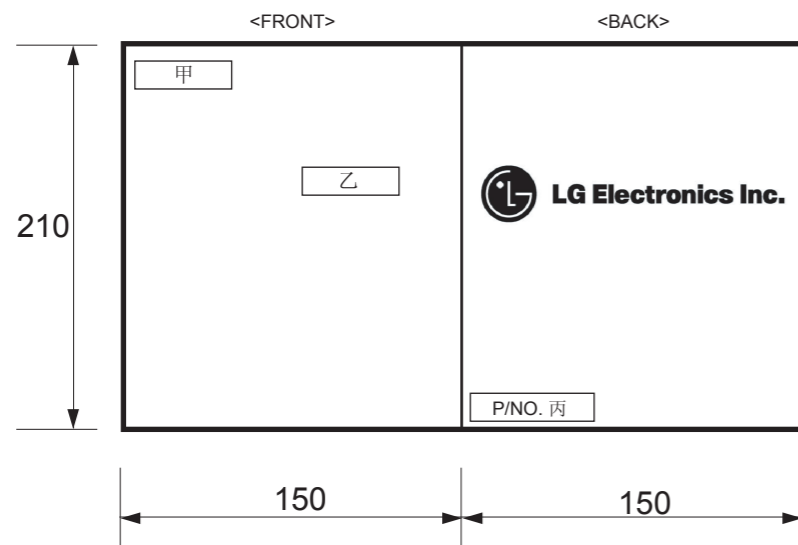 <FRONT>
<BACK>
甲
乙
LG Electronics Inc.
210
P/NO. 丙
150
150